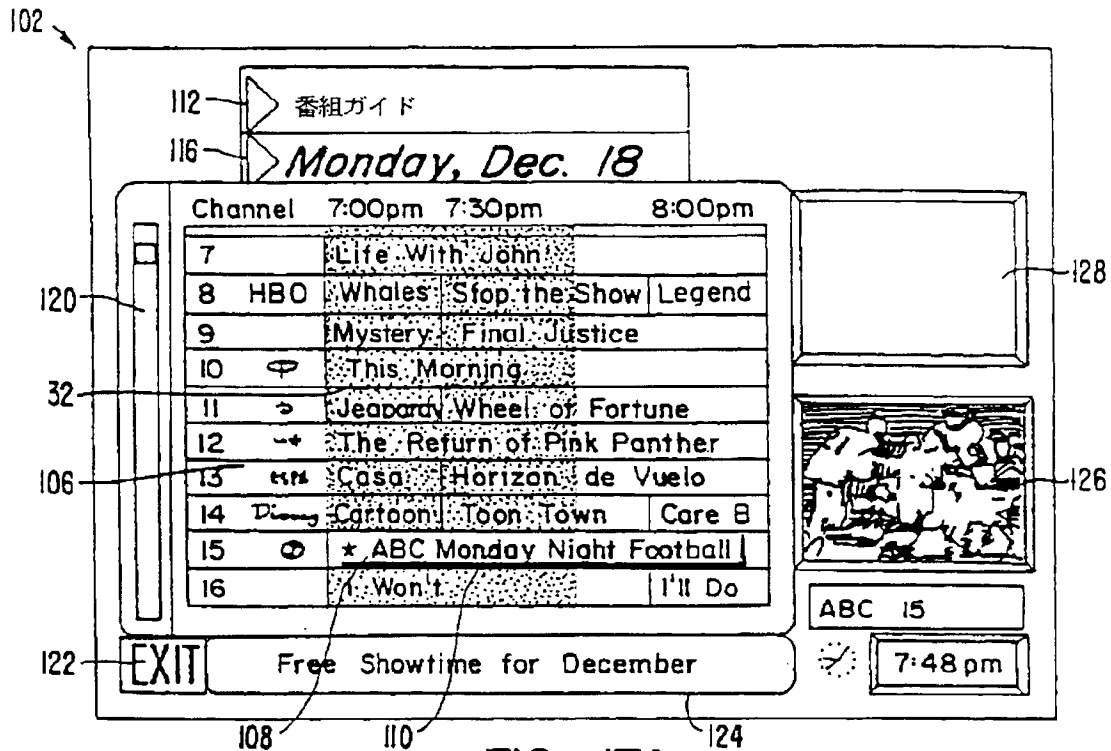 102
112
番組ガイド
116
Monday, Dec. 18
Channel 7:00pm 7:30pm 8:00pm
7 Life With John
8 HBO Whales Stop the Show Legend
9 Mystery Final Justice
10 This Morning
11 Jeapardy Wheel of Fortune
12 The Return of Pink Panther
13 Casa Horizon de Vuelo
14 Cartoon Toon Town Care B
15 ★ ABC Monday Night Football
16 I Won't I'll Do
120
32
106
128
126
ABC 15
122
EXIT
Free Showtime for December
7:48 pm
108
110
124